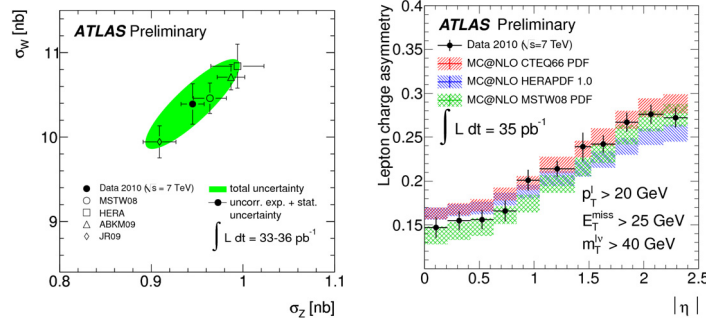 σW [nb]
ATLAS Preliminary
12
11
10
9
Data 2010 (√s = 7 TeV)
MSTW08
HERA
ABKM09
JR09
total uncertainty
uncorr. exp. + stat.
uncertainty
∫ L dt = 33-36 pb⁻¹
0.8 0.9 1 1.1
σZ [nb]
Lepton charge asymmetry
0.4
0.35
0.3
0.25
0.2
0.15
ATLAS Preliminary
Data 2010 (√s=7 TeV)
MC@NLO CTEQ66 PDF
MC@NLO HERAPDF 1.0
MC@NLO MSTW08 PDF
∫ L dt = 35 pb⁻¹
pTl > 20 GeV
ETmiss > 25 GeV
mTlν > 40 GeV
0 0.5 1 1.5 2 2.5
|η|